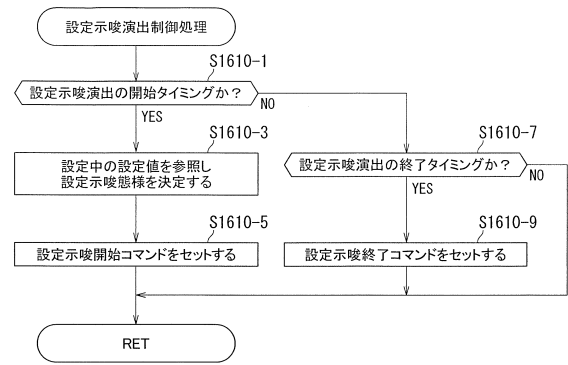 設定示唆演出制御処理
S1610-1
設定示唆演出の開始タイミングか?
NO
YES
S1610-3
設定中の設定値を参照し
設定示唆態様を決定する
S1610-5
設定示唆開始コマンドをセットする
S1610-7
設定示唆演出の終了タイミングか?
NO
YES
S1610-9
設定示唆終了コマンドをセットする
RET